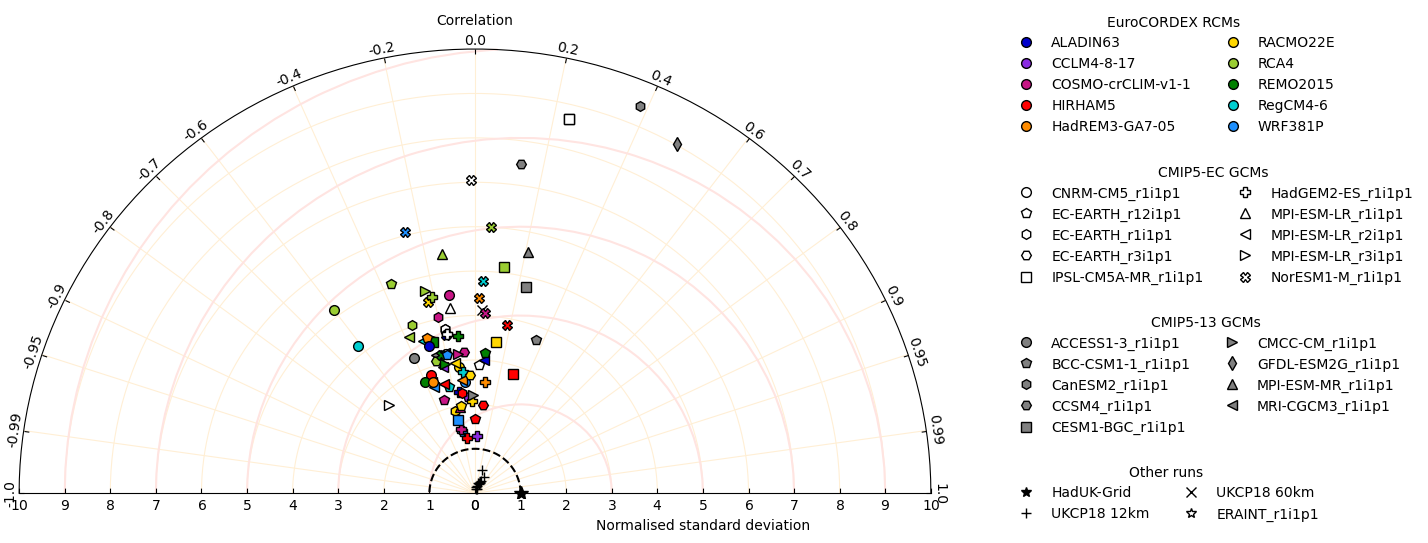 Correlation
-1.0
-0.99
-0.95
-0.9
-0.8
-0.7
-0.6
-0.4
-0.2
0.0
0.2
0.4
0.6
0.7
0.8
0.9
0.95
0.99
1.0
10 9 8 7 6 5 4 3 2 1 0 1 2 3 4 5 6 7 8 9 10
Normalised standard deviation
EuroCORDEX RCMs
ALADIN63
CCLM4-8-17
COSMO-crCLIM-v1-1
HIRHAM5
HadREM3-GA7-05
RACMO22E
RCA4
REMO2015
RegCM4-6
WRF381P
CMIP5-EC GCMs
CNRM-CM5_r1i1p1
EC-EARTH_r12i1p1
EC-EARTH_r1i1p1
EC-EARTH_r3i1p1
IPSL-CM5A-MR_r1i1p1
HadGEM2-ES_r1i1p1
MPI-ESM-LR_r1i1p1
MPI-ESM-LR_r2i1p1
MPI-ESM-LR_r3i1p1
NorESM1-M_r1i1p1
CMIP5-13 GCMs
ACCESS1-3_r1i1p1
BCC-CSM1-1_r1i1p1
CanESM2_r1i1p1
CCSM4_r1i1p1
CESM1-BGC_r1i1p1
CMCC-CM_r1i1p1
GFDL-ESM2G_r1i1p1
MPI-ESM-MR_r1i1p1
MRI-CGCM3_r1i1p1
Other runs
HadUK-Grid
UKCP18 12km
UKCP18 60km
ERAINT_r1i1p1